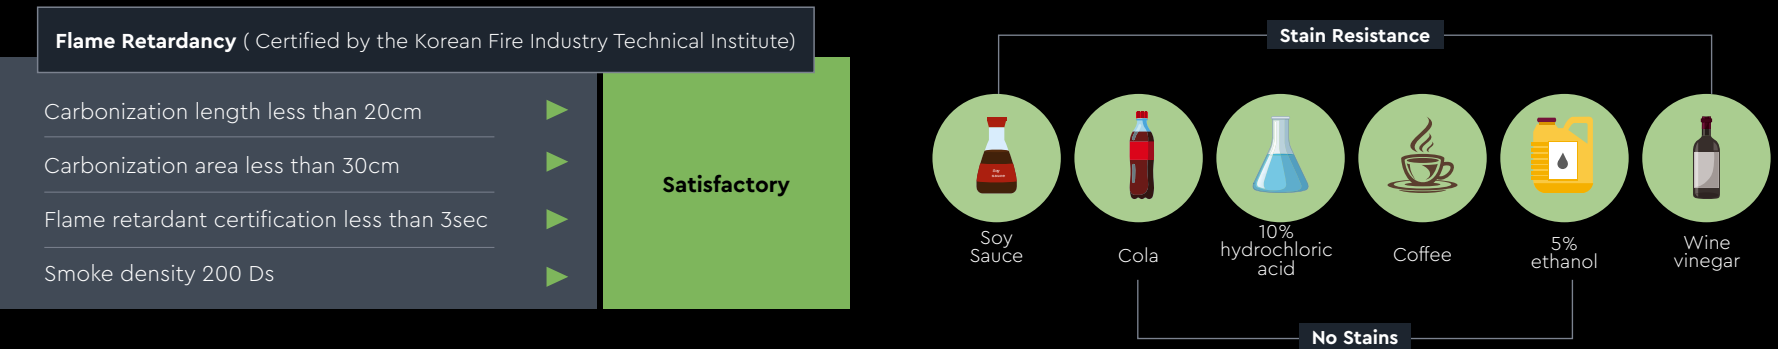 Flame Retardancy ( Certified by the Korean Fire Industry Technical Institute)
Carbonization length less than 20cm
Carbonization area less than 30cm
Flame retardant certification less than 3sec
Smoke density 200 Ds
Satisfactory
Stain Resistance
Soy
sauce
Soy
Sauce
Cola
10%
hydrochloric
acid
Coffee
5%
ethanol
Wine
vinegar
No Stains